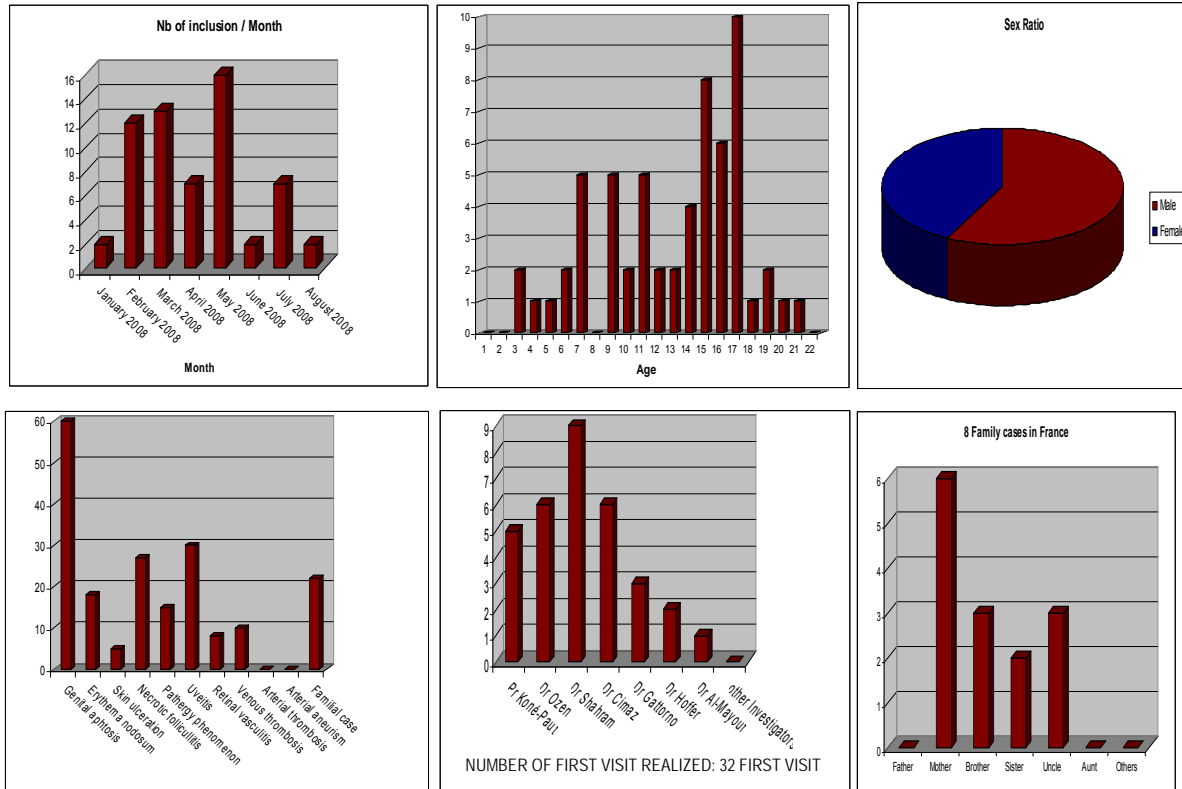 Nb of inclusion / Month
16
14
12
10
8
6
4
2
0
January 2008
February 2008
March 2008
April 2008
May 2008
June 2008
July 2008
August 2008
Month
10
9
8
7
6
5
4
3
2
1
0
1 2 3 4 5 6 7 8 9 10 11 12 13 14 15 16 17 18 19 20 21 22
Age
Sex Ratio
Male
Female
60
50
40
30
20
10
0
Genital aphtosis
Erythema nodosum
Skin ulceration
Necrotic foliculitis
Pathergy phenomenon
Uveitis
Retinal vasculitis
Venous thrombosis
Arterial thrombosis
Arterial aneurism
Familial case
9
8
7
6
5
4
3
2
1
0
Pr Koné-Paut
Dr Ozen
Dr Shahram
Dr Cimaz
Dr Gattorno
Dr Hoffer
Dr Al-Mayouf
other Investigators
NUMBER OF FIRST VISIT REALIZED: 32 FIRST VISIT
8 Family cases in France
6
5
4
3
2
1
0
Father Mother Brother Sister Uncle Aunt Others